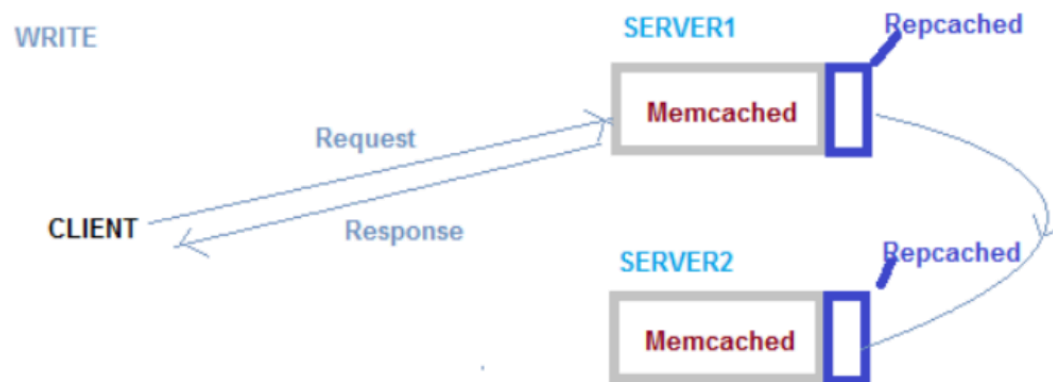 WRITE
SERVER1
Repcached
Memcached
Request
CLIENT
Response
SERVER2
Repcached
Memcached